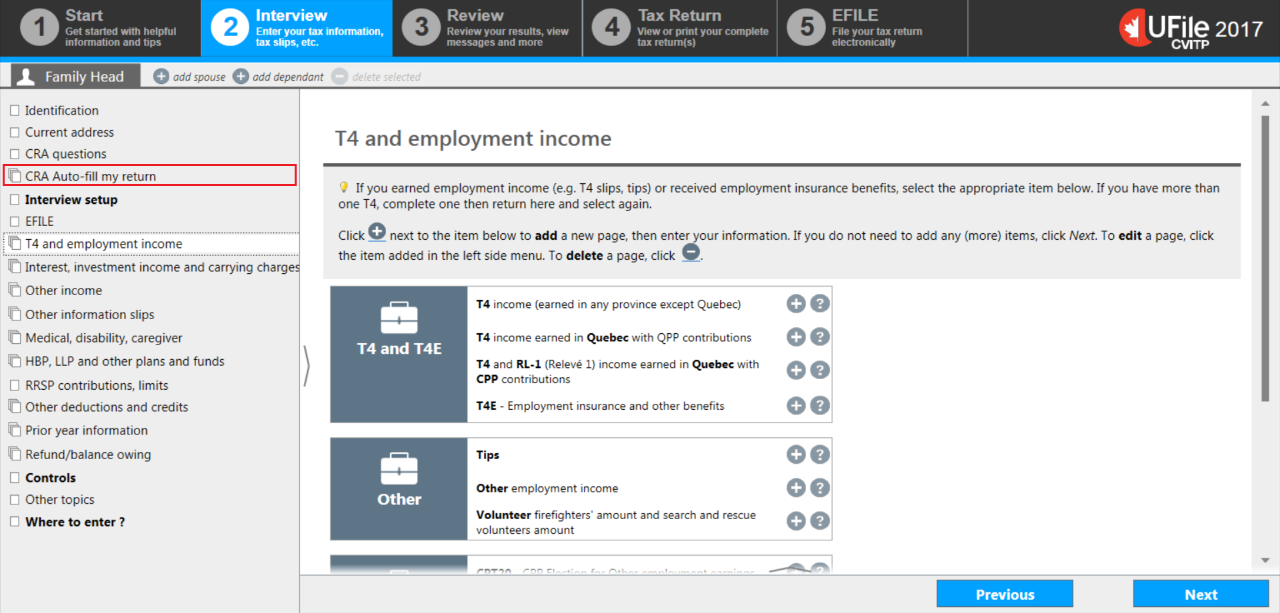 1 Start
Get started with helpful
information and tips
2 Interview
Enter your tax information,
tax slips, etc.
3 Review
Review your results, view
messages and more
4 Tax Return
View or print your complete
tax return(s)
5 EFILE
File your tax return
electronically
UFile 2017
CVITP
Family Head + add spouse + add dependant − delete selected
Identification
Current address
CRA questions
CRA Auto-fill my return
Interview setup
EFILE
T4 and employment income
Interest, investment income and carrying charges
Other income
Other information slips
Medical, disability, caregiver
HBP, LLP and other plans and funds
RRSP contributions, limits
Other deductions and credits
Prior year information
Refund/balance owing
Controls
Other topics
Where to enter ?
T4 and employment income
If you earned employment income (e.g. T4 slips, tips) or received employment insurance benefits, select the appropriate item below. If you have more than
one T4, complete one then return here and select again.
Click + next to the item below to add a new page, then enter your information. If you do not need to add any (more) items, click Next. To edit a page, click
the item added in the left side menu. To delete a page, click −.
T4 and T4E
T4 income (earned in any province except Quebec) + ?
T4 income earned in Quebec with QPP contributions + ?
T4 and RL-1 (Relevé 1) income earned in Quebec with
CPP contributions + ?
T4E - Employment insurance and other benefits + ?
Other
Tips + ?
Other employment income + ?
Volunteer firefighters' amount and search and rescue
volunteers amount + ?
CPT20 - CPP Election for Other employment earnings
Previous
Next